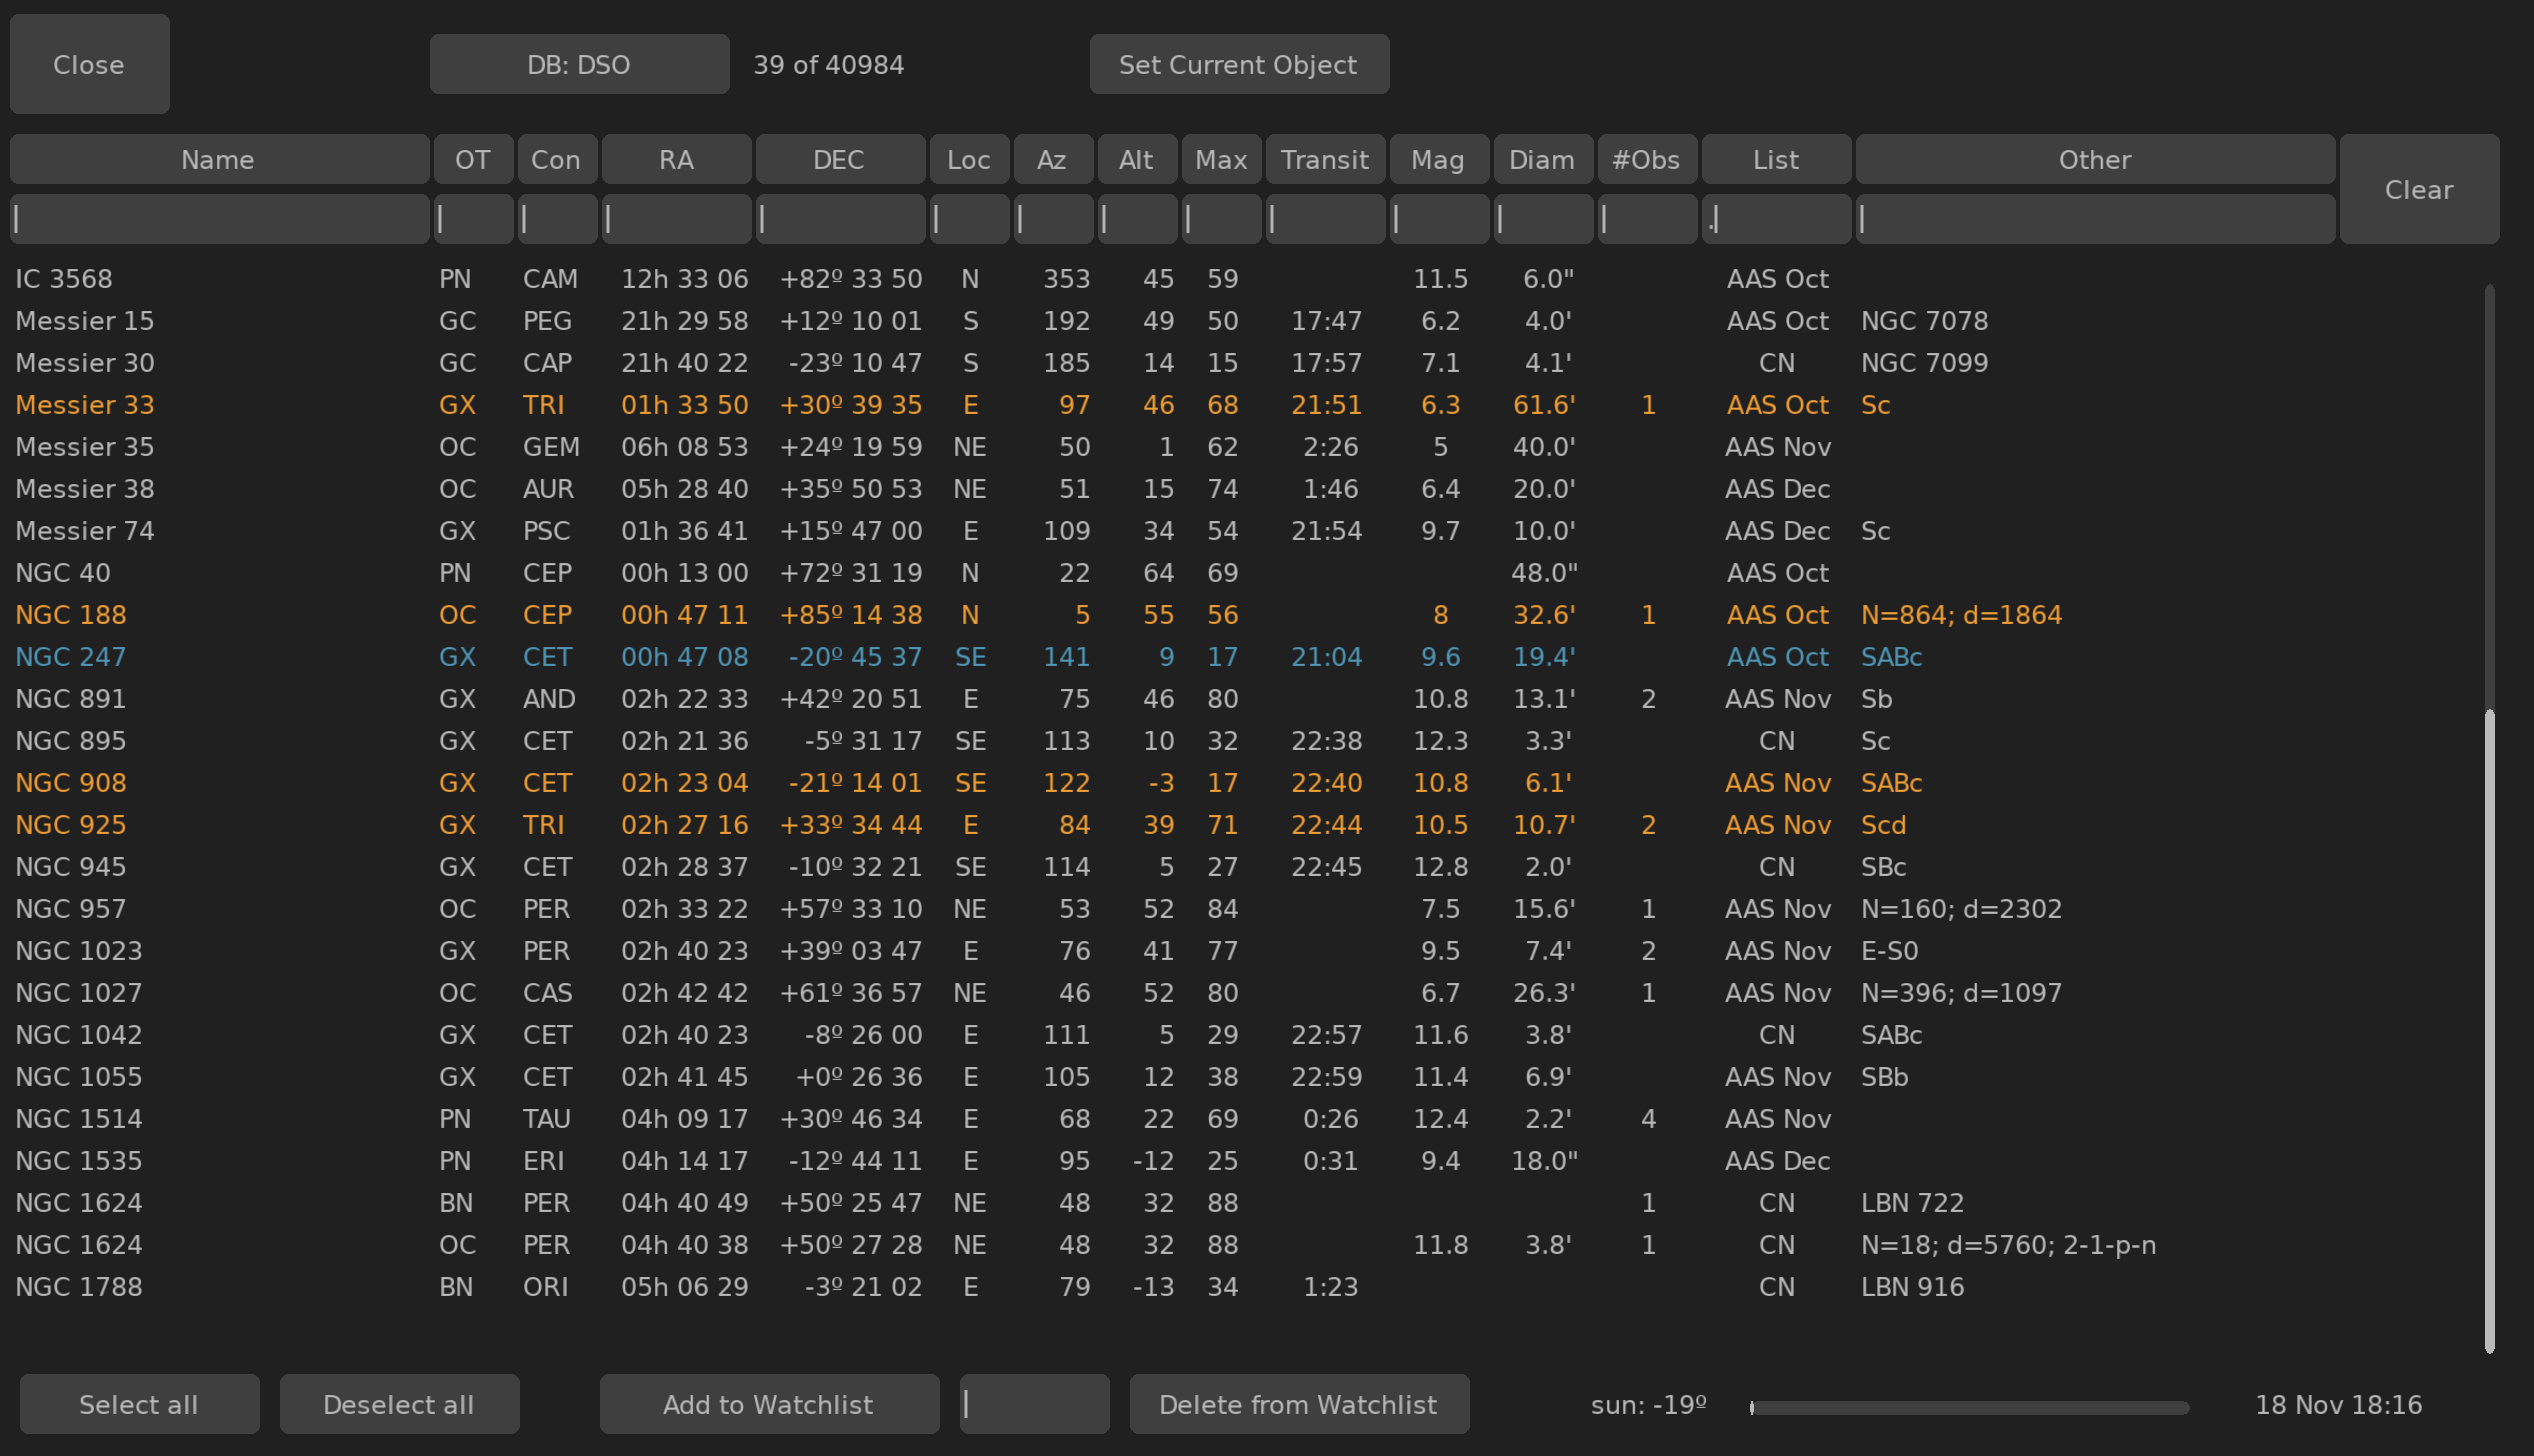 Close DB: DSO 39 of 40984 Set Current Object
Name OT Con RA DEC Loc Az Alt Max Transit Mag Diam #Obs List Other Clear
.
IC 3568 PN CAM 12h 33 06 +82º 33 50 N 353 45 59 11.5 6.0" AAS Oct
Messier 15 GC PEG 21h 29 58 +12º 10 01 S 192 49 50 17:47 6.2 4.0' AAS Oct NGC 7078
Messier 30 GC CAP 21h 40 22 -23º 10 47 S 185 14 15 17:57 7.1 4.1' CN NGC 7099
Messier 33 GX TRI 01h 33 50 +30º 39 35 E 97 46 68 21:51 6.3 61.6' 1 AAS Oct Sc
Messier 35 OC GEM 06h 08 53 +24º 19 59 NE 50 1 62 2:26 5 40.0' AAS Nov
Messier 38 OC AUR 05h 28 40 +35º 50 53 NE 51 15 74 1:46 6.4 20.0' AAS Dec
Messier 74 GX PSC 01h 36 41 +15º 47 00 E 109 34 54 21:54 9.7 10.0' AAS Dec Sc
NGC 40 PN CEP 00h 13 00 +72º 31 19 N 22 64 69 48.0" AAS Oct
NGC 188 OC CEP 00h 47 11 +85º 14 38 N 5 55 56 8 32.6' 1 AAS Oct N=864; d=1864
NGC 247 GX CET 00h 47 08 -20º 45 37 SE 141 9 17 21:04 9.6 19.4' AAS Oct SABc
NGC 891 GX AND 02h 22 33 +42º 20 51 E 75 46 80 10.8 13.1' 2 AAS Nov Sb
NGC 895 GX CET 02h 21 36 -5º 31 17 SE 113 10 32 22:38 12.3 3.3' CN Sc
NGC 908 GX CET 02h 23 04 -21º 14 01 SE 122 -3 17 22:40 10.8 6.1' AAS Nov SABc
NGC 925 GX TRI 02h 27 16 +33º 34 44 E 84 39 71 22:44 10.5 10.7' 2 AAS Nov Scd
NGC 945 GX CET 02h 28 37 -10º 32 21 SE 114 5 27 22:45 12.8 2.0' CN SBc
NGC 957 OC PER 02h 33 22 +57º 33 10 NE 53 52 84 7.5 15.6' 1 AAS Nov N=160; d=2302
NGC 1023 GX PER 02h 40 23 +39º 03 47 E 76 41 77 9.5 7.4' 2 AAS Nov E-S0
NGC 1027 OC CAS 02h 42 42 +61º 36 57 NE 46 52 80 6.7 26.3' 1 AAS Nov N=396; d=1097
NGC 1042 GX CET 02h 40 23 -8º 26 00 E 111 5 29 22:57 11.6 3.8' CN SABc
NGC 1055 GX CET 02h 41 45 +0º 26 36 E 105 12 38 22:59 11.4 6.9' AAS Nov SBb
NGC 1514 PN TAU 04h 09 17 +30º 46 34 E 68 22 69 0:26 12.4 2.2' 4 AAS Nov
NGC 1535 PN ERI 04h 14 17 -12º 44 11 E 95 -12 25 0:31 9.4 18.0" AAS Dec
NGC 1624 BN PER 04h 40 49 +50º 25 47 NE 48 32 88 1 CN LBN 722
NGC 1624 OC PER 04h 40 38 +50º 27 28 NE 48 32 88 11.8 3.8' 1 CN N=18; d=5760; 2-1-p-n
NGC 1788 BN ORI 05h 06 29 -3º 21 02 E 79 -13 34 1:23 CN LBN 916
Select all Deselect all Add to Watchlist Delete from Watchlist sun: -19º 18 Nov 18:16